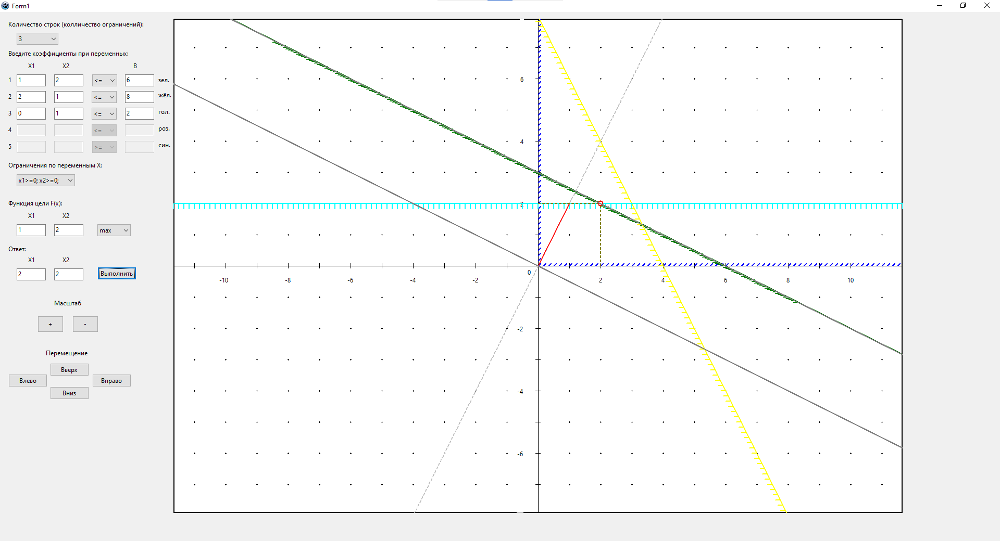 Form1
Количество строк (колличество ограничений):
3
Введите коэффициенты при переменных:
X1 X2 B
1 1 2 <= 6 зел.
2 2 1 <= 8 жёл.
3 0 1 <= 2 гол.
4 <= роз.
5 >= син.
Ограничения по переменным X:
x1>=0; x2>=0;
Функция цели F(x):
X1 X2
1 2 max
Ответ:
X1 X2
2 2 Выполнить
Масштаб
+ -
Перемещение
Вверх
Влево Вправо
Вниз
6
4
2
0
-10 -8 -6 -4 -2 2 4 6 8 10
-2
-4
-6